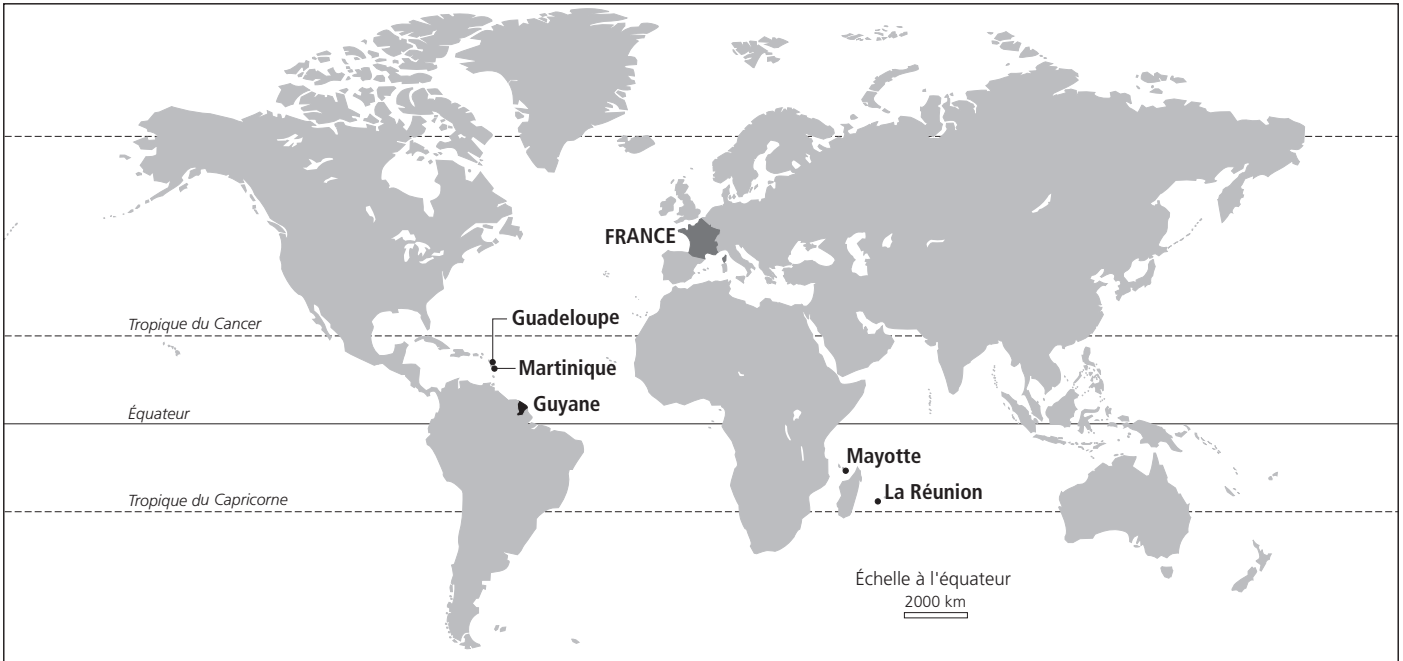 FRANCE
Guadeloupe
Tropique du Cancer
Martinique
Guyane
Équateur
Mayotte
La Réunion
Tropique du Capricorne
Échelle à l'équateur
2000 km